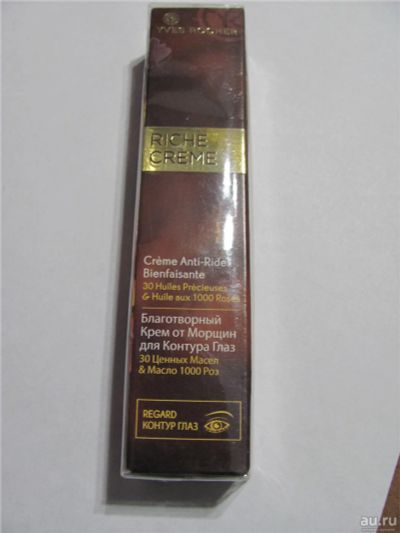 YVES ROCHER
RICHE
CRÈME
Crème Anti-Rides
Bienfaisante
30 Huiles Précieuses
& Huile aux 1000 Roses
Благотворный
Крем от Морщин
для Контура Глаз
30 Ценных Масел
& Масло 1000 Роз
REGARD
КОНТУР ГЛАЗ
au.ru